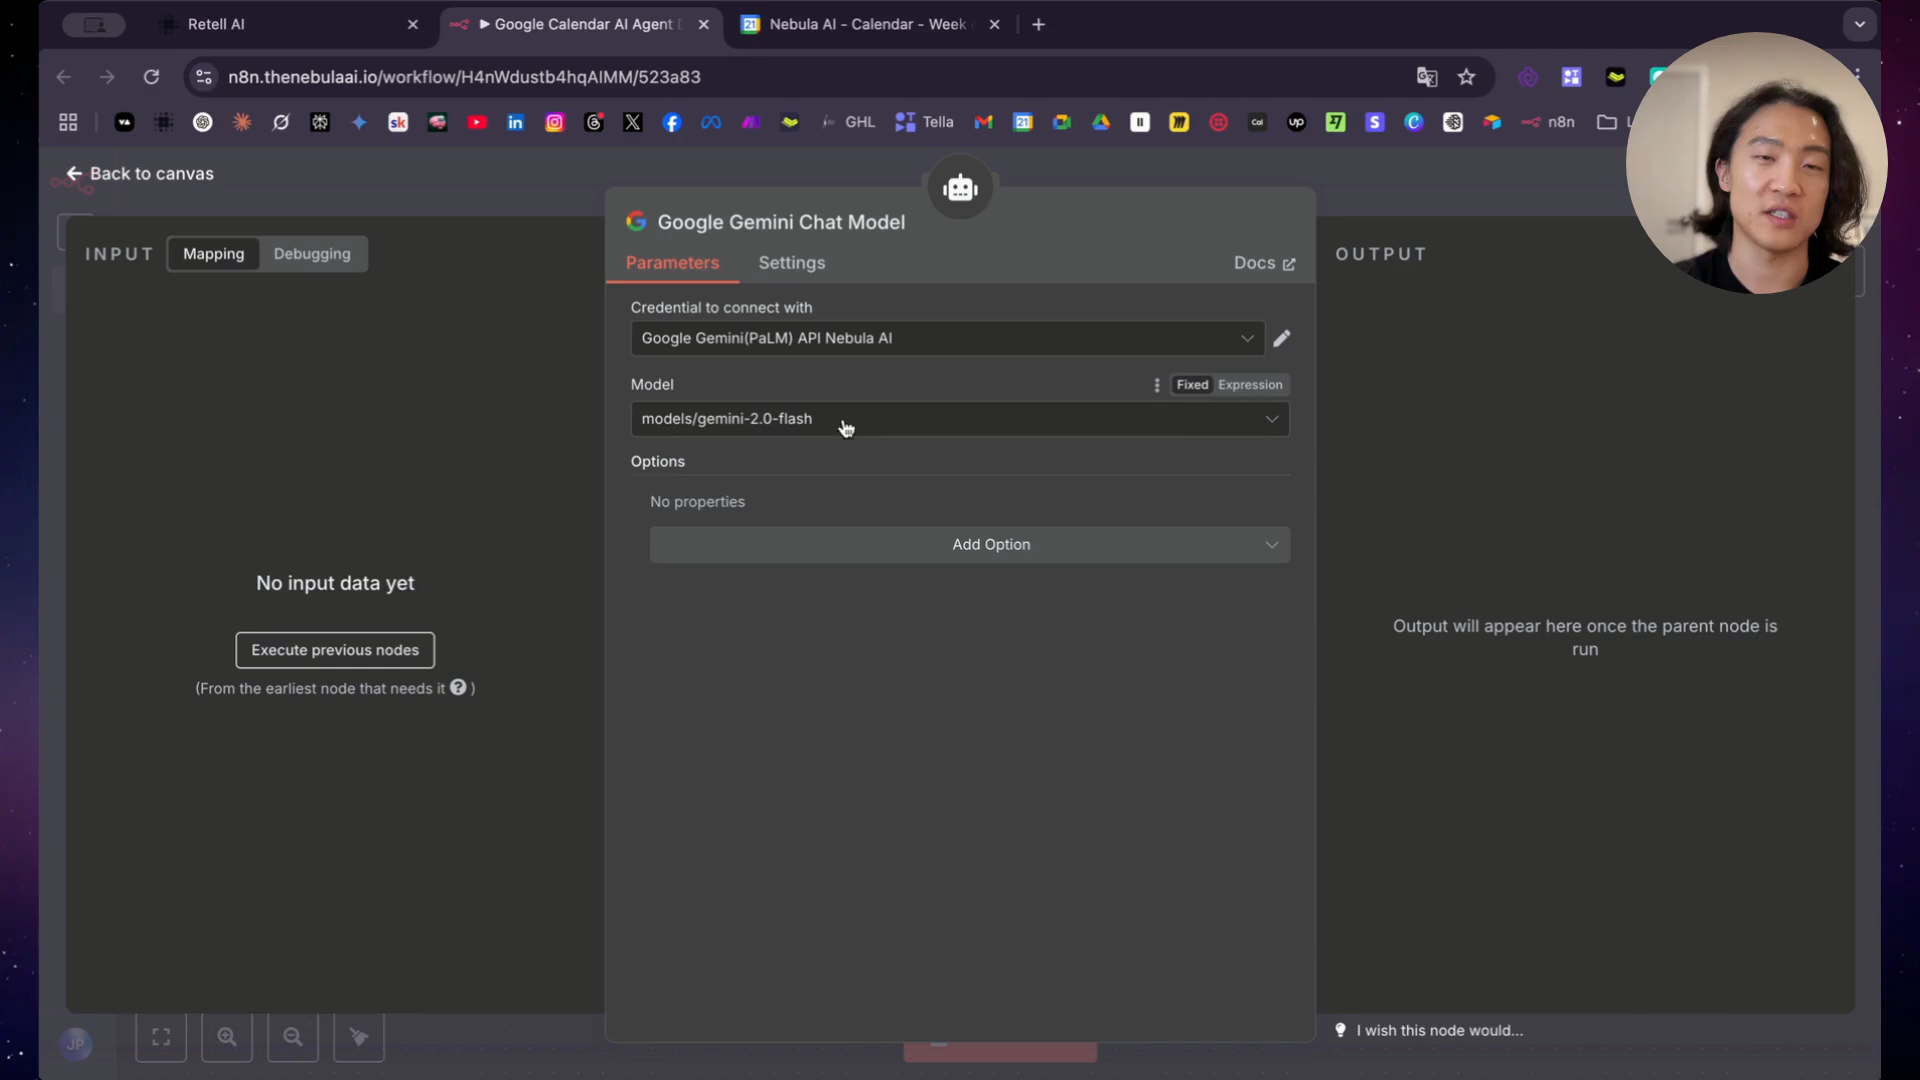 Retell AI
Google Calendar AI Agent
Nebula AI - Calendar - Week
n8n.thenebulaai.io/workflow/H4nWdustb4hqAIMM/523a83
GHL
Tella
n8n
Back to canvas
INPUT
Mapping
Debugging
Google Gemini Chat Model
OUTPUT
Parameters
Settings
Docs
Credential to connect with
Google Gemini(PaLM) API Nebula AI
Model
Fixed
Expression
models/gemini-2.0-flash
Options
No properties
Add Option
No input data yet
Execute previous nodes
(From the earliest node that needs it ? )
Output will appear here once the parent node is
run
I wish this node would...
JP